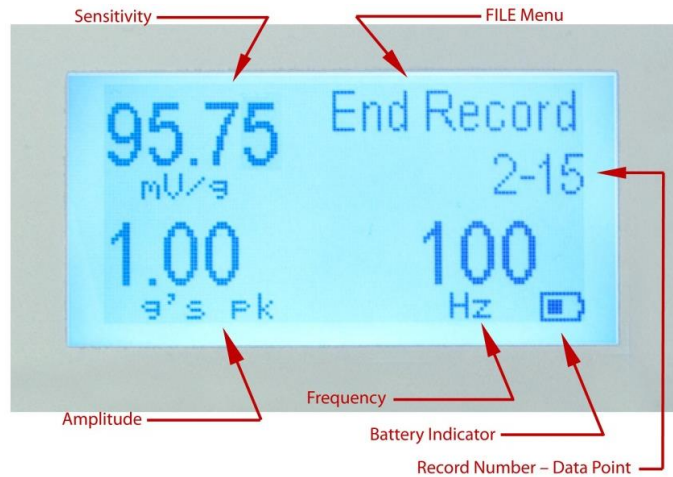 Sensitivity
FILE Menu
95.75
mV/g
End Record
2-15
1.00
g's pk
100
Hz
Frequency
Amplitude
Battery Indicator
Record Number – Data Point